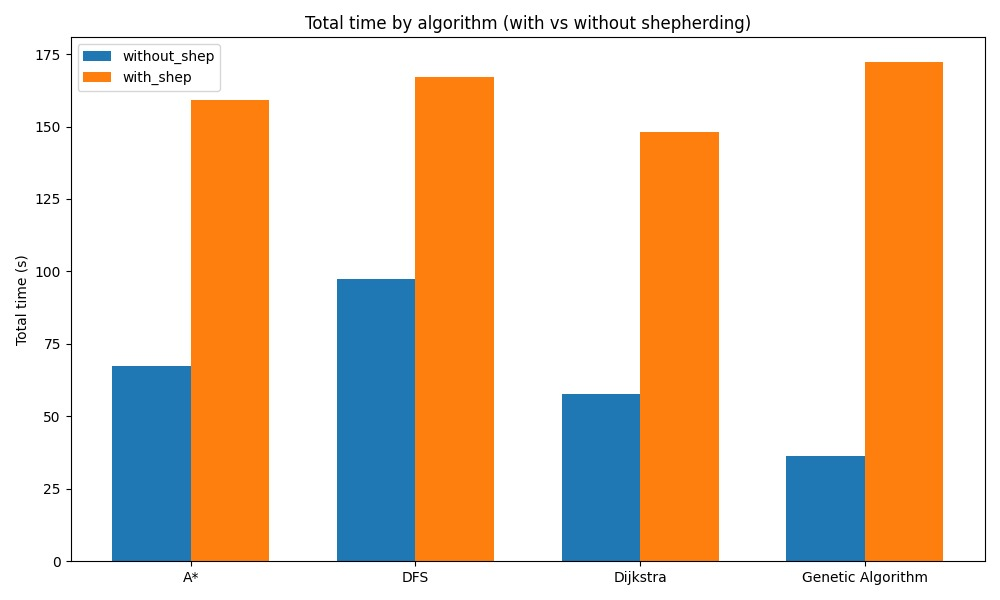 Total time by algorithm (with vs without shepherding)
without_shep
with_shep
Total time (s)
175
150
125
100
75
50
25
0
A*
DFS
Dijkstra
Genetic Algorithm